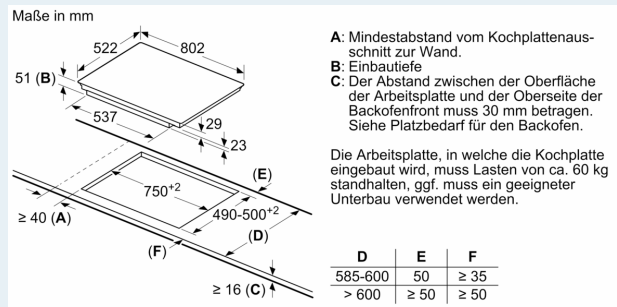 Maße in mm
522
802
51 (B)
537
29
23
(E)
750+2
490-500+2
≥ 40 (A)
(D)
(F)
≥ 16 (C)
A: Mindestabstand vom Kochplattenaus-
schnitt zur Wand.
B: Einbautiefe
C: Der Abstand zwischen der Oberfläche
der Arbeitsplatte und der Oberseite der
Backofenfront muss 30 mm betragen.
Siehe Platzbedarf für den Backofen.
Die Arbeitsplatte, in welche die Kochplatte
eingebaut wird, muss Lasten von ca. 60 kg
standhalten, ggf. muss ein geeigneter
Unterbau verwendet werden.
D E F
585-600 50 ≥ 35
> 600 ≥ 50 ≥ 50